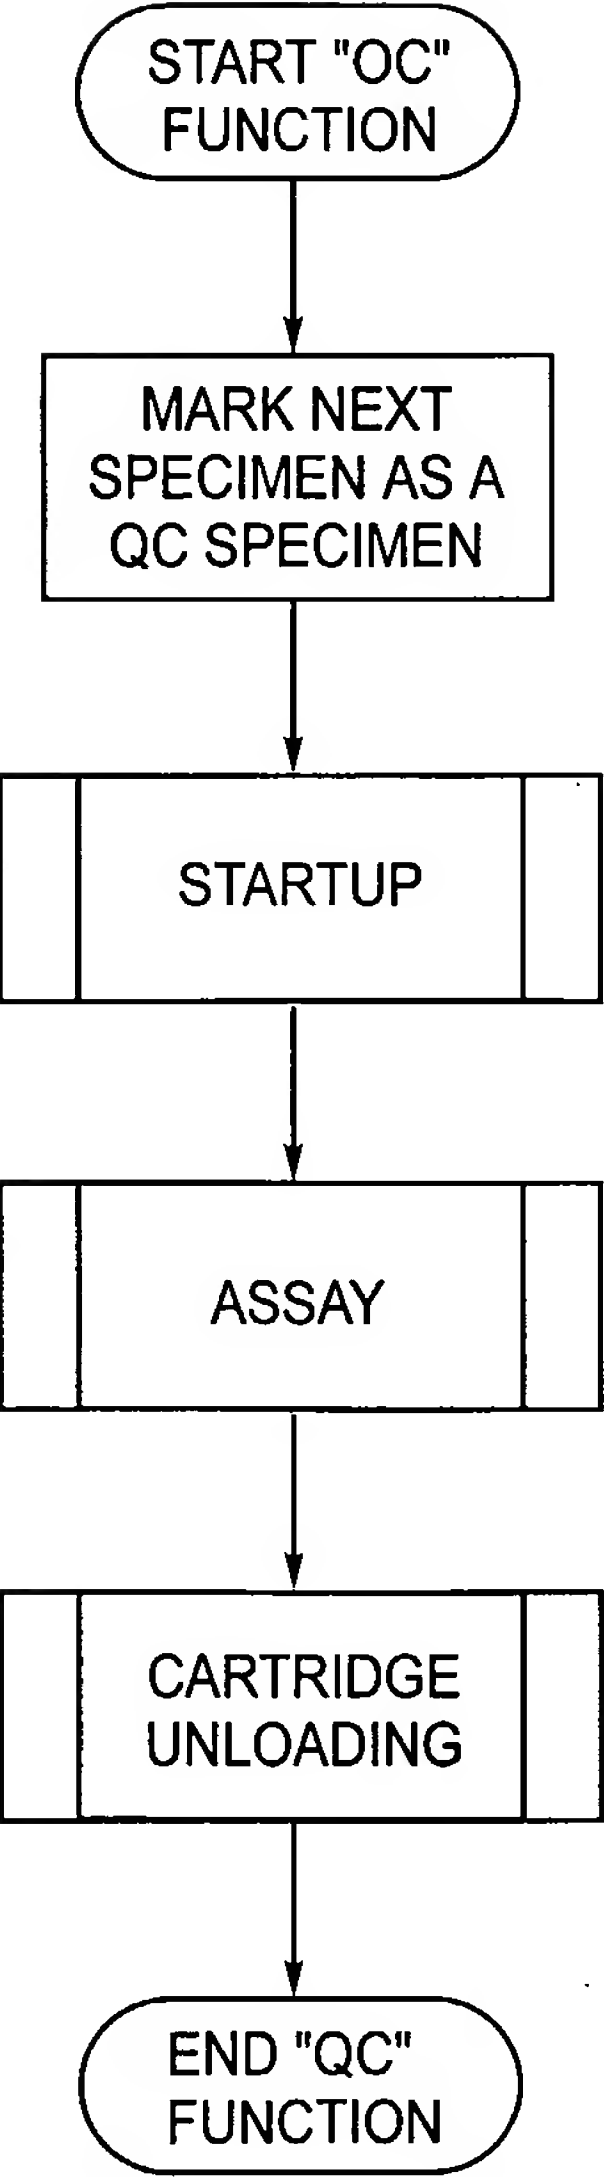 START "OC"
FUNCTION
MARK NEXT
SPECIMEN AS A
QC SPECIMEN
STARTUP
ASSAY
CARTRIDGE
UNLOADING
END "QC"
FUNCTION